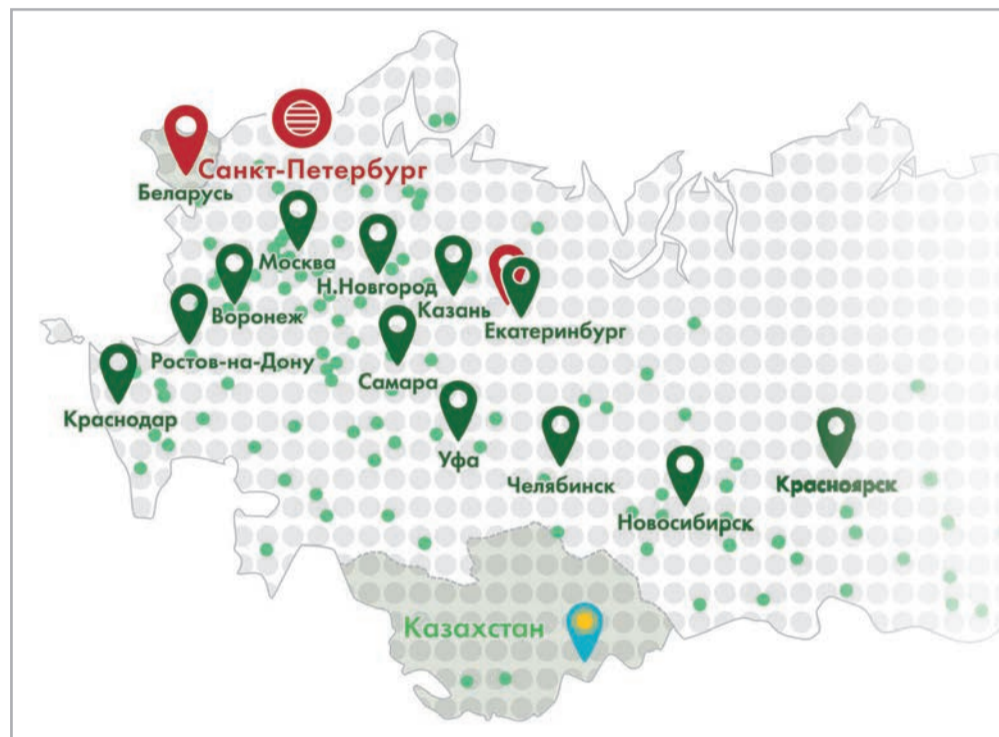 Санкт-Петербург
Беларусь
Москва
Н.Новгород
Казань
Екатеринбург
Воронеж
Ростов-на-Дону
Самара
Краснодар
Уфа
Челябинск
Красноярск
Новосибирск
Казахстан